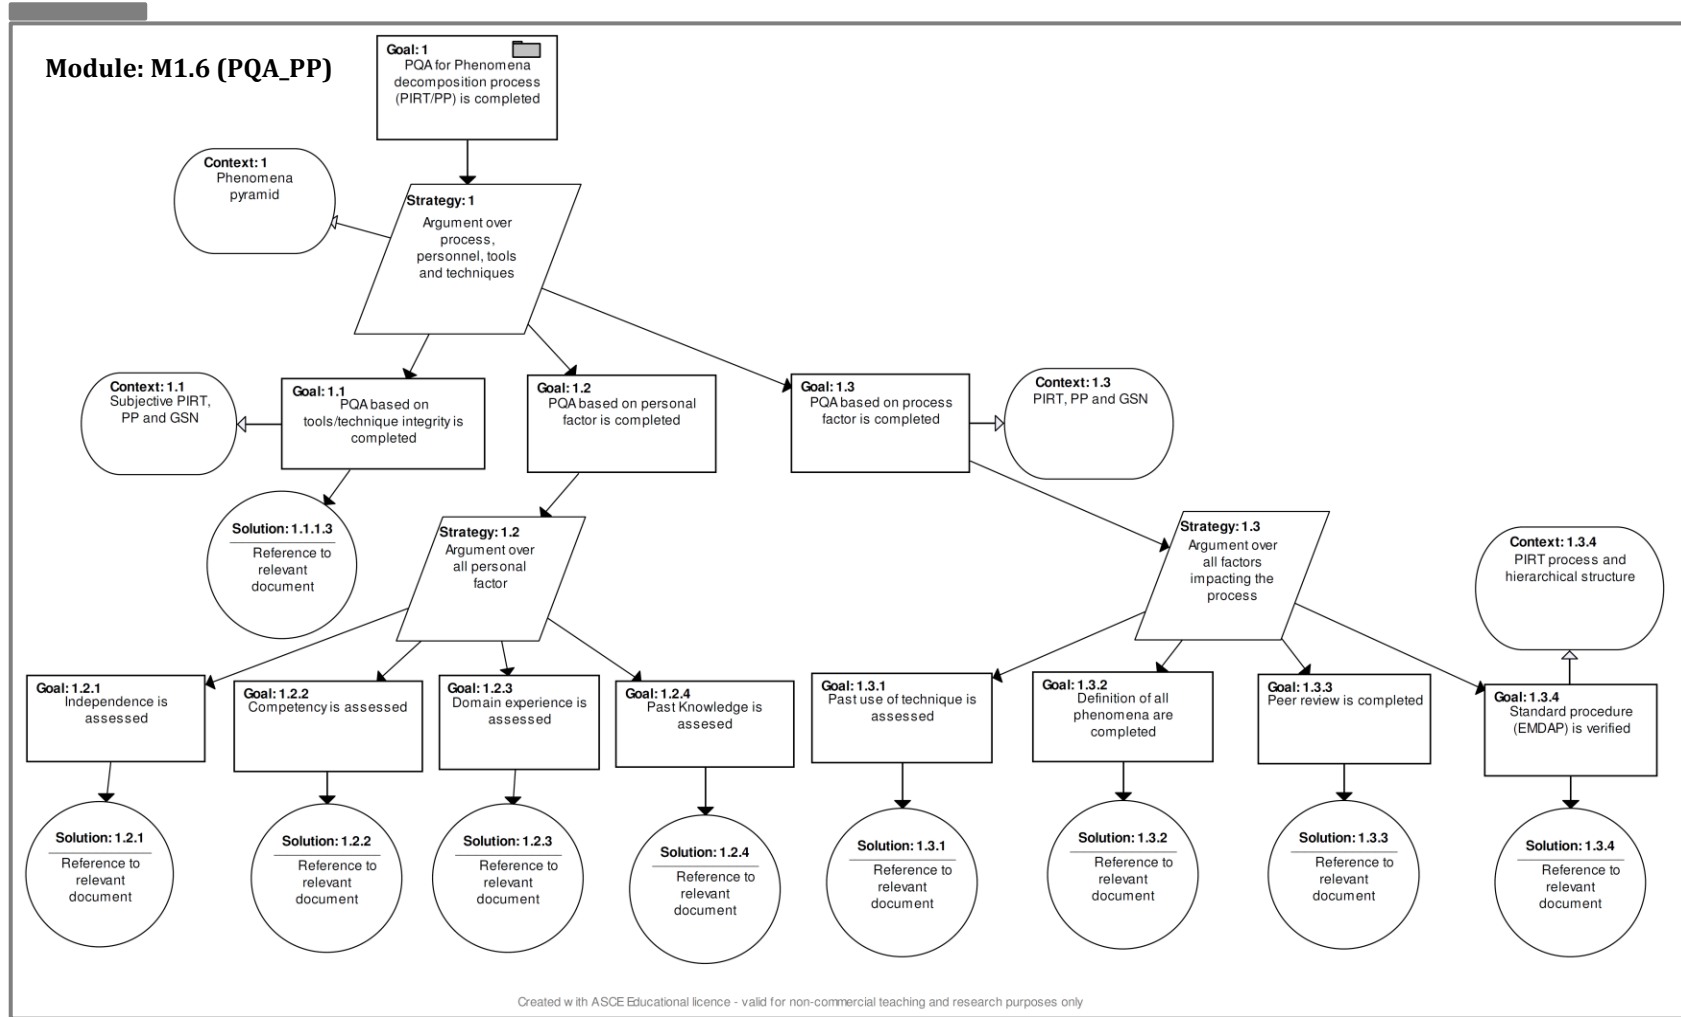 Module: M1.6 (PQA_PP)
Goal: 1
PQA for Phenomena
decomposition process
(PIRT/PP) is completed
Context: 1
Phenomena
pyramid
Strategy: 1
Argument over
process,
personnel, tools
and techniques
Context: 1.1
Subjective PIRT,
PP and GSN
Goal: 1.1
PQA based on
tools/technique integrity is
completed
Goal: 1.2
PQA based on personal
factor is completed
Goal: 1.3
PQA based on process
factor is completed
Context: 1.3
PIRT, PP and GSN
Solution: 1.1.1.3
Reference to
relevant
document
Strategy: 1.2
Argument over
all personal
factor
Strategy: 1.3
Argument over
all factors
impacting the
process
Context: 1.3.4
PIRT process and
hierarchical structure
Goal: 1.2.1
Independence is
assessed
Goal: 1.2.2
Competency is assessed
Goal: 1.2.3
Domain experience is
assessed
Goal: 1.2.4
Past Knowledge is
assesed
Goal: 1.3.1
Past use of technique is
assessed
Goal: 1.3.2
Definition of all
phenomena are
completed
Goal: 1.3.3
Peer review is completed
Goal: 1.3.4
Standard procedure
(EMDAP) is verified
Solution: 1.2.1
Reference to
relevant
document
Solution: 1.2.2
Reference to
relevant
document
Solution: 1.2.3
Reference to
relevant
document
Solution: 1.2.4
Reference to
relevant
document
Solution: 1.3.1
Reference to
relevant
document
Solution: 1.3.2
Reference to
relevant
document
Solution: 1.3.3
Reference to
relevant
document
Solution: 1.3.4
Reference to
relevant
document
Created with ASCE Educational licence - valid for non-commercial teaching and research purposes only